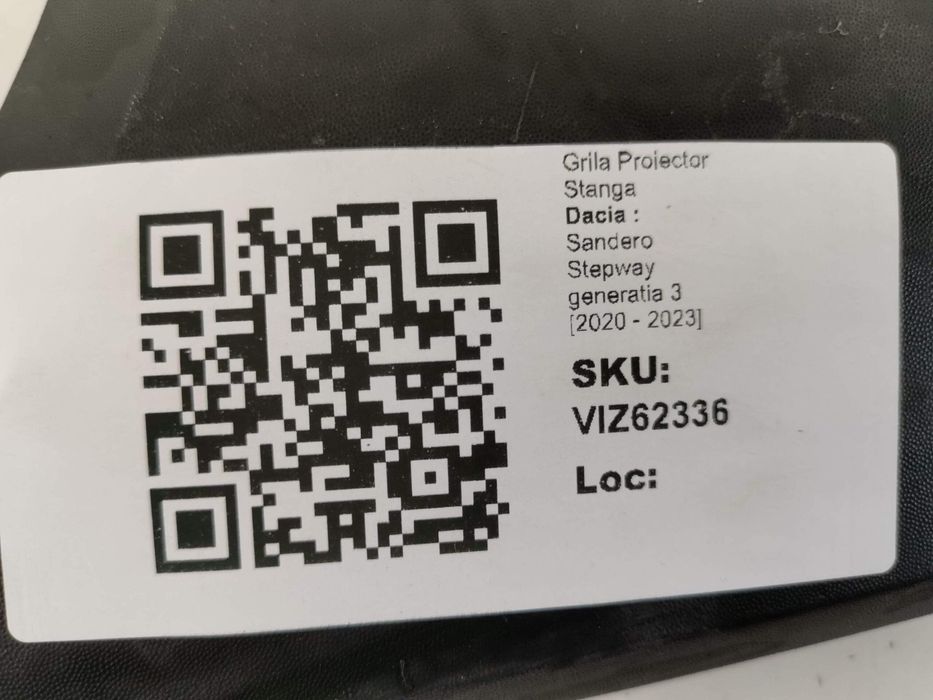 Grila Proiector
Stanga
Dacia :
Sandero
Stepway
generatia 3
[2020 - 2023]
SKU:
VIZ62336
Loc: